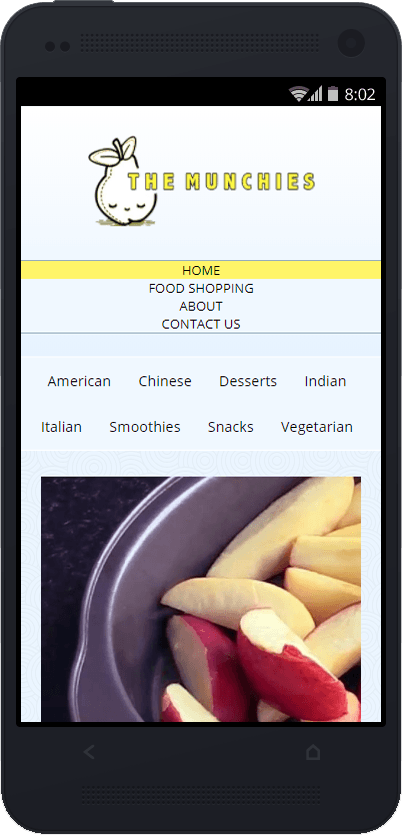 8:02
THE MUNCHIES
HOME
FOOD SHOPPING
ABOUT
CONTACT US
American Chinese Desserts Indian
Italian Smoothies Snacks Vegetarian